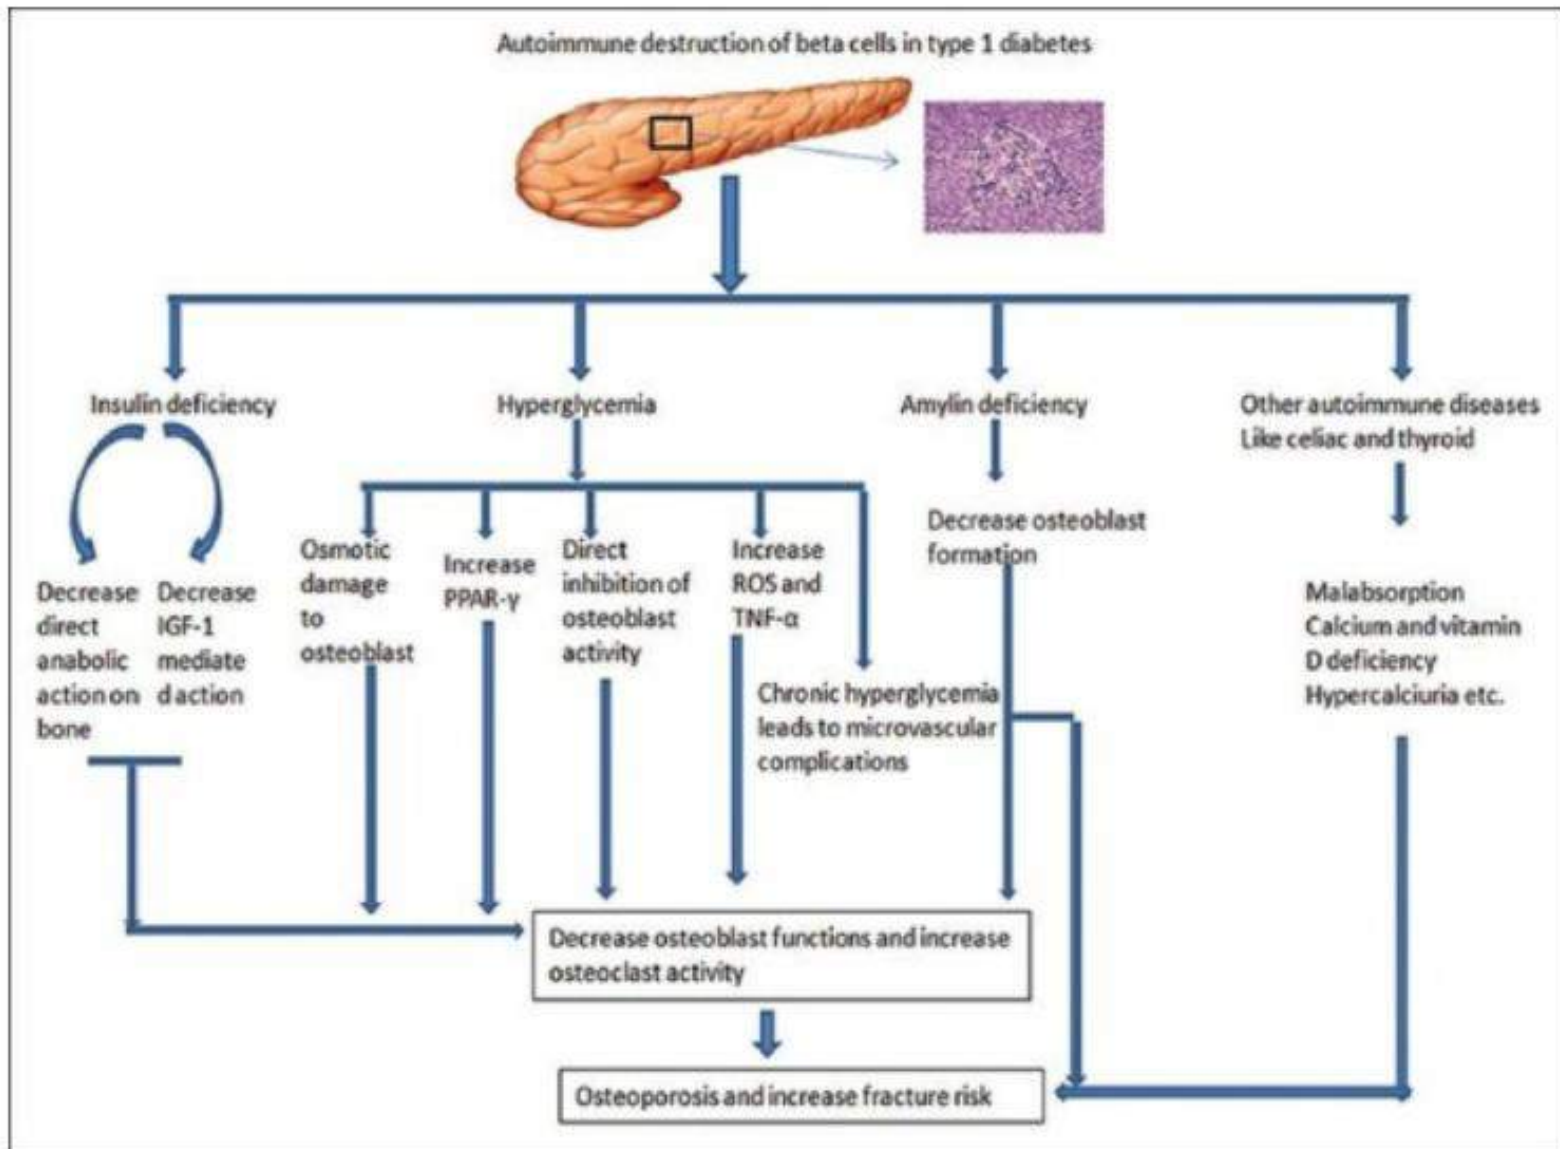 Autoimmune destruction of beta cells in type 1 diabetes
Insulin deficiency
Hyperglycemia
Amylin deficiency
Other autoimmune diseases
Like celiac and thyroid
Decrease
direct
anabolic
action on
bone
Decrease
IGF-1
mediate
d action
Osmotic
damage
to
osteoblast
Increase
PPAR-γ
Direct
inhibition of
osteoblast
activity
Increase
ROS and
TNF-α
Chronic hyperglycemia
leads to microvascular
complications
Decrease osteoblast
formation
Malabsorption
Calcium and vitamin
D deficiency
Hypercalciuria etc.
Decrease osteoblast functions and increase
osteoclast activity
Osteoporosis and increase fracture risk